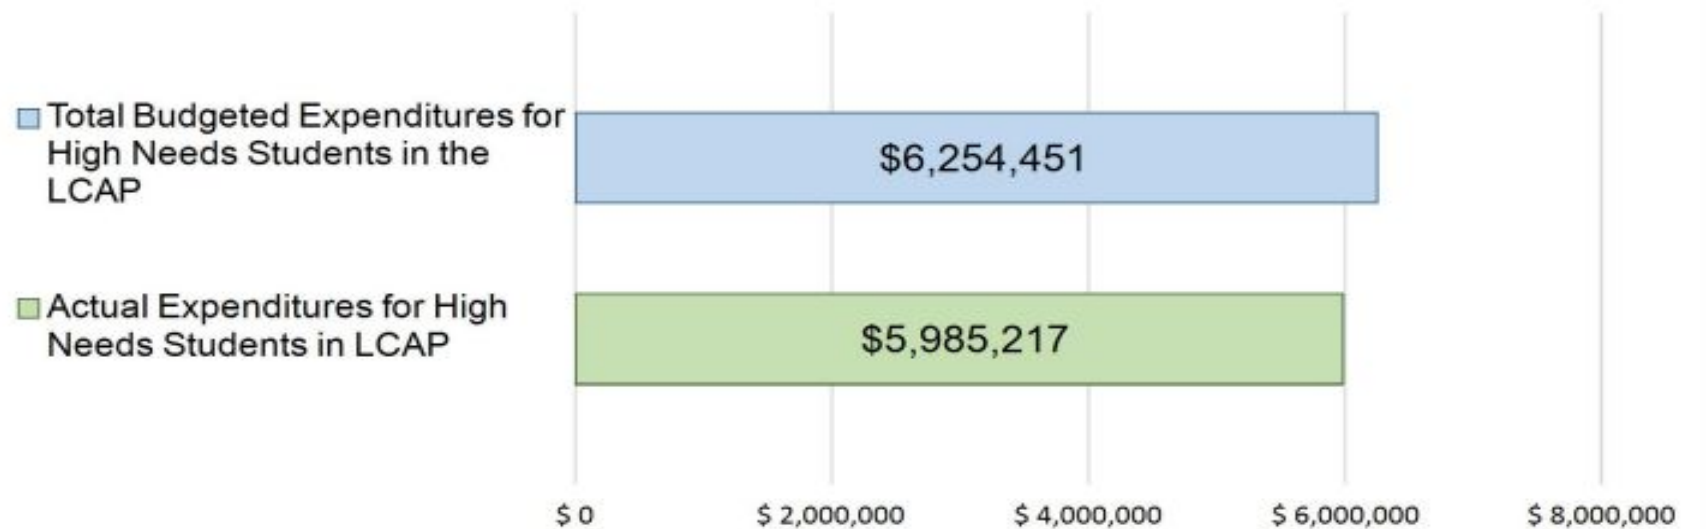 Total Budgeted Expenditures for
High Needs Students in the
LCAP
$6,254,451
Actual Expenditures for High
Needs Students in LCAP
$5,985,217
$ 0
$ 2,000,000
$ 4,000,000
$ 6,000,000
$ 8,000,000